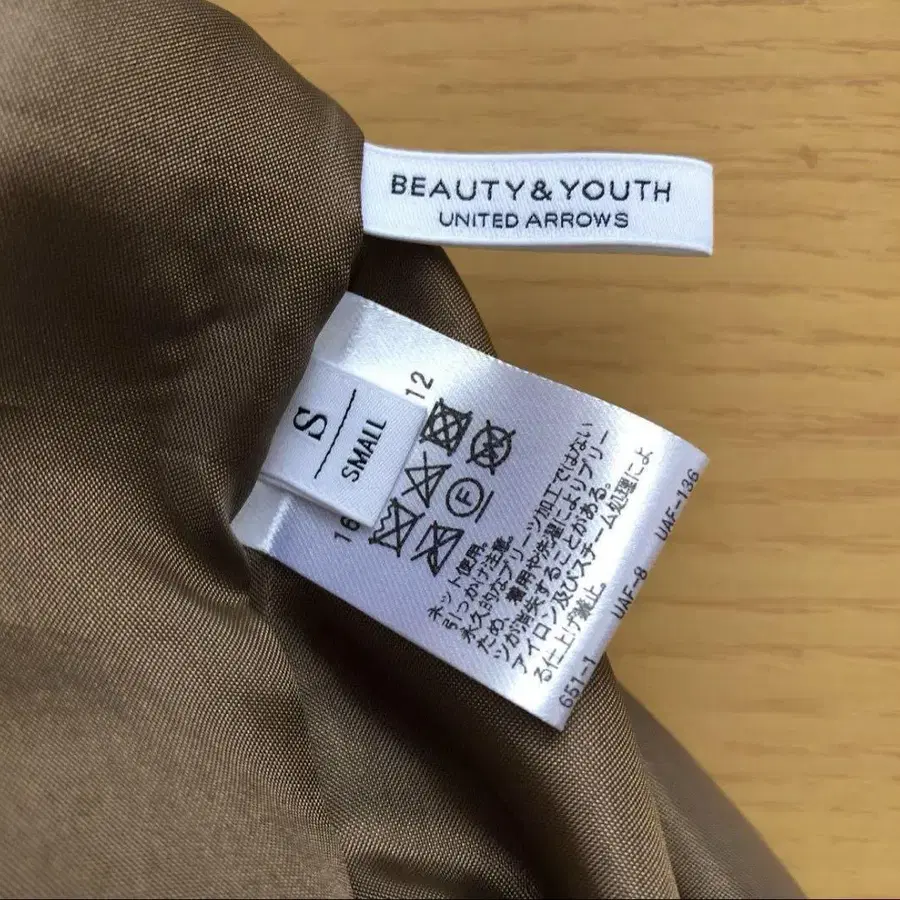 BEAUTY & YOUTH
UNITED ARROWS
S
SMALL
16
12
F
ネット使用。
引っかけ注意。
永久的なプリーツ加工ではない
ため、着用や洗濯によりプリー
ツが消失することがある。
アイロン及びスチーム処理によ
る仕上げ禁止。
651-1 UAF-8 UAF-136